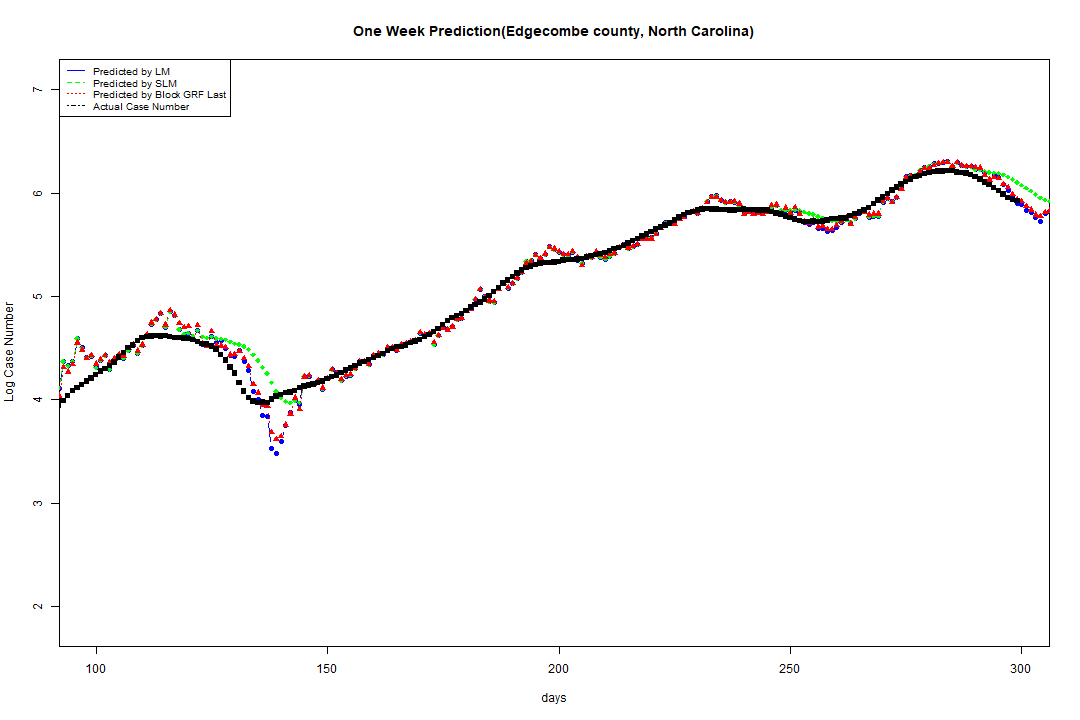 One Week Prediction(Edgecombe county, North Carolina)
Predicted by LM
Predicted by SLM
Predicted by Block GRF Last
Actual Case Number
7
6
5
4
3
2
Log Case Number
100 150 200 250 300
days